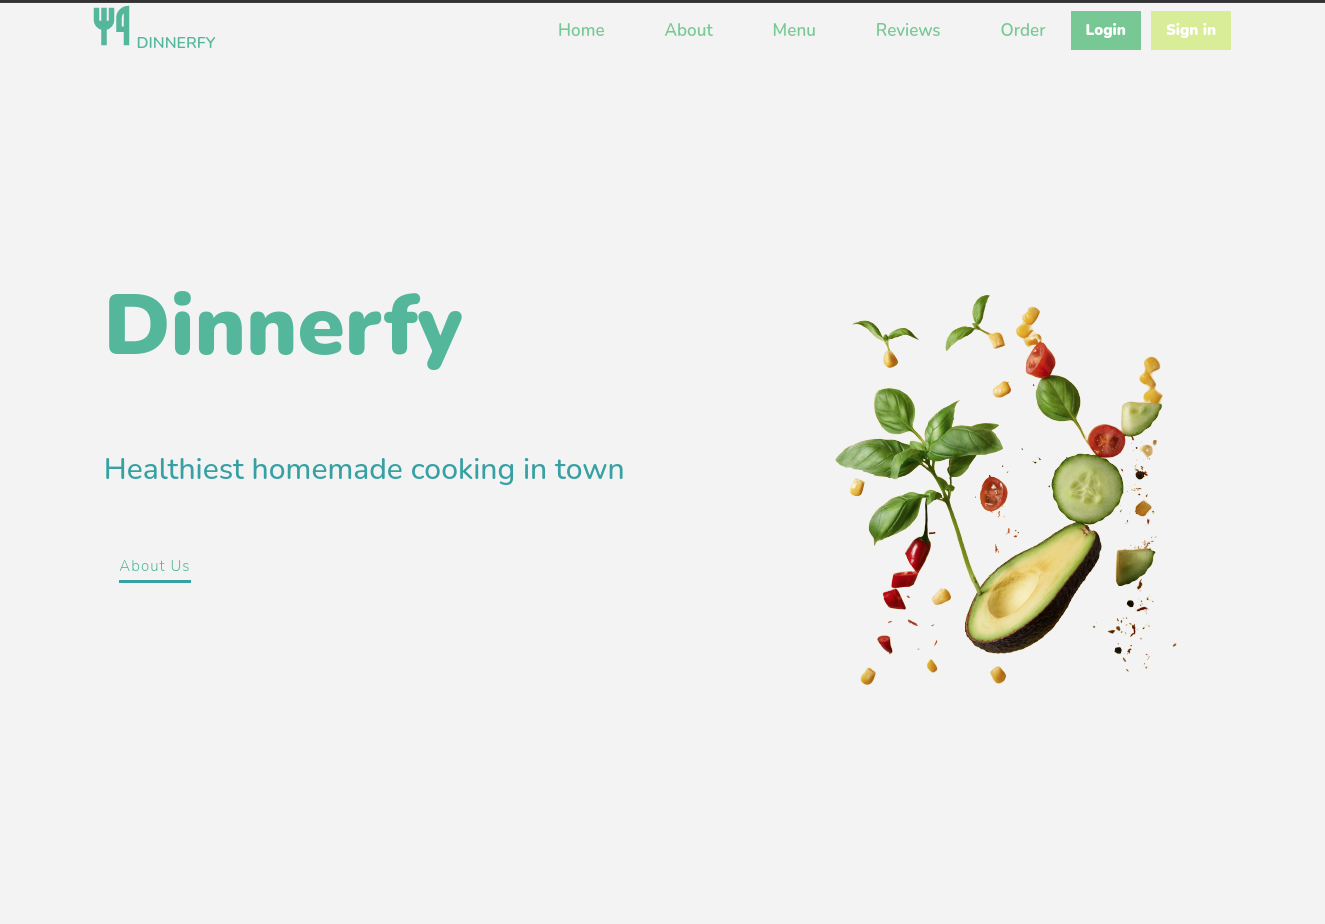 DINNERFY
Home About Menu Reviews Order Login Sign in
Dinnerfy
Healthiest homemade cooking in town
About Us